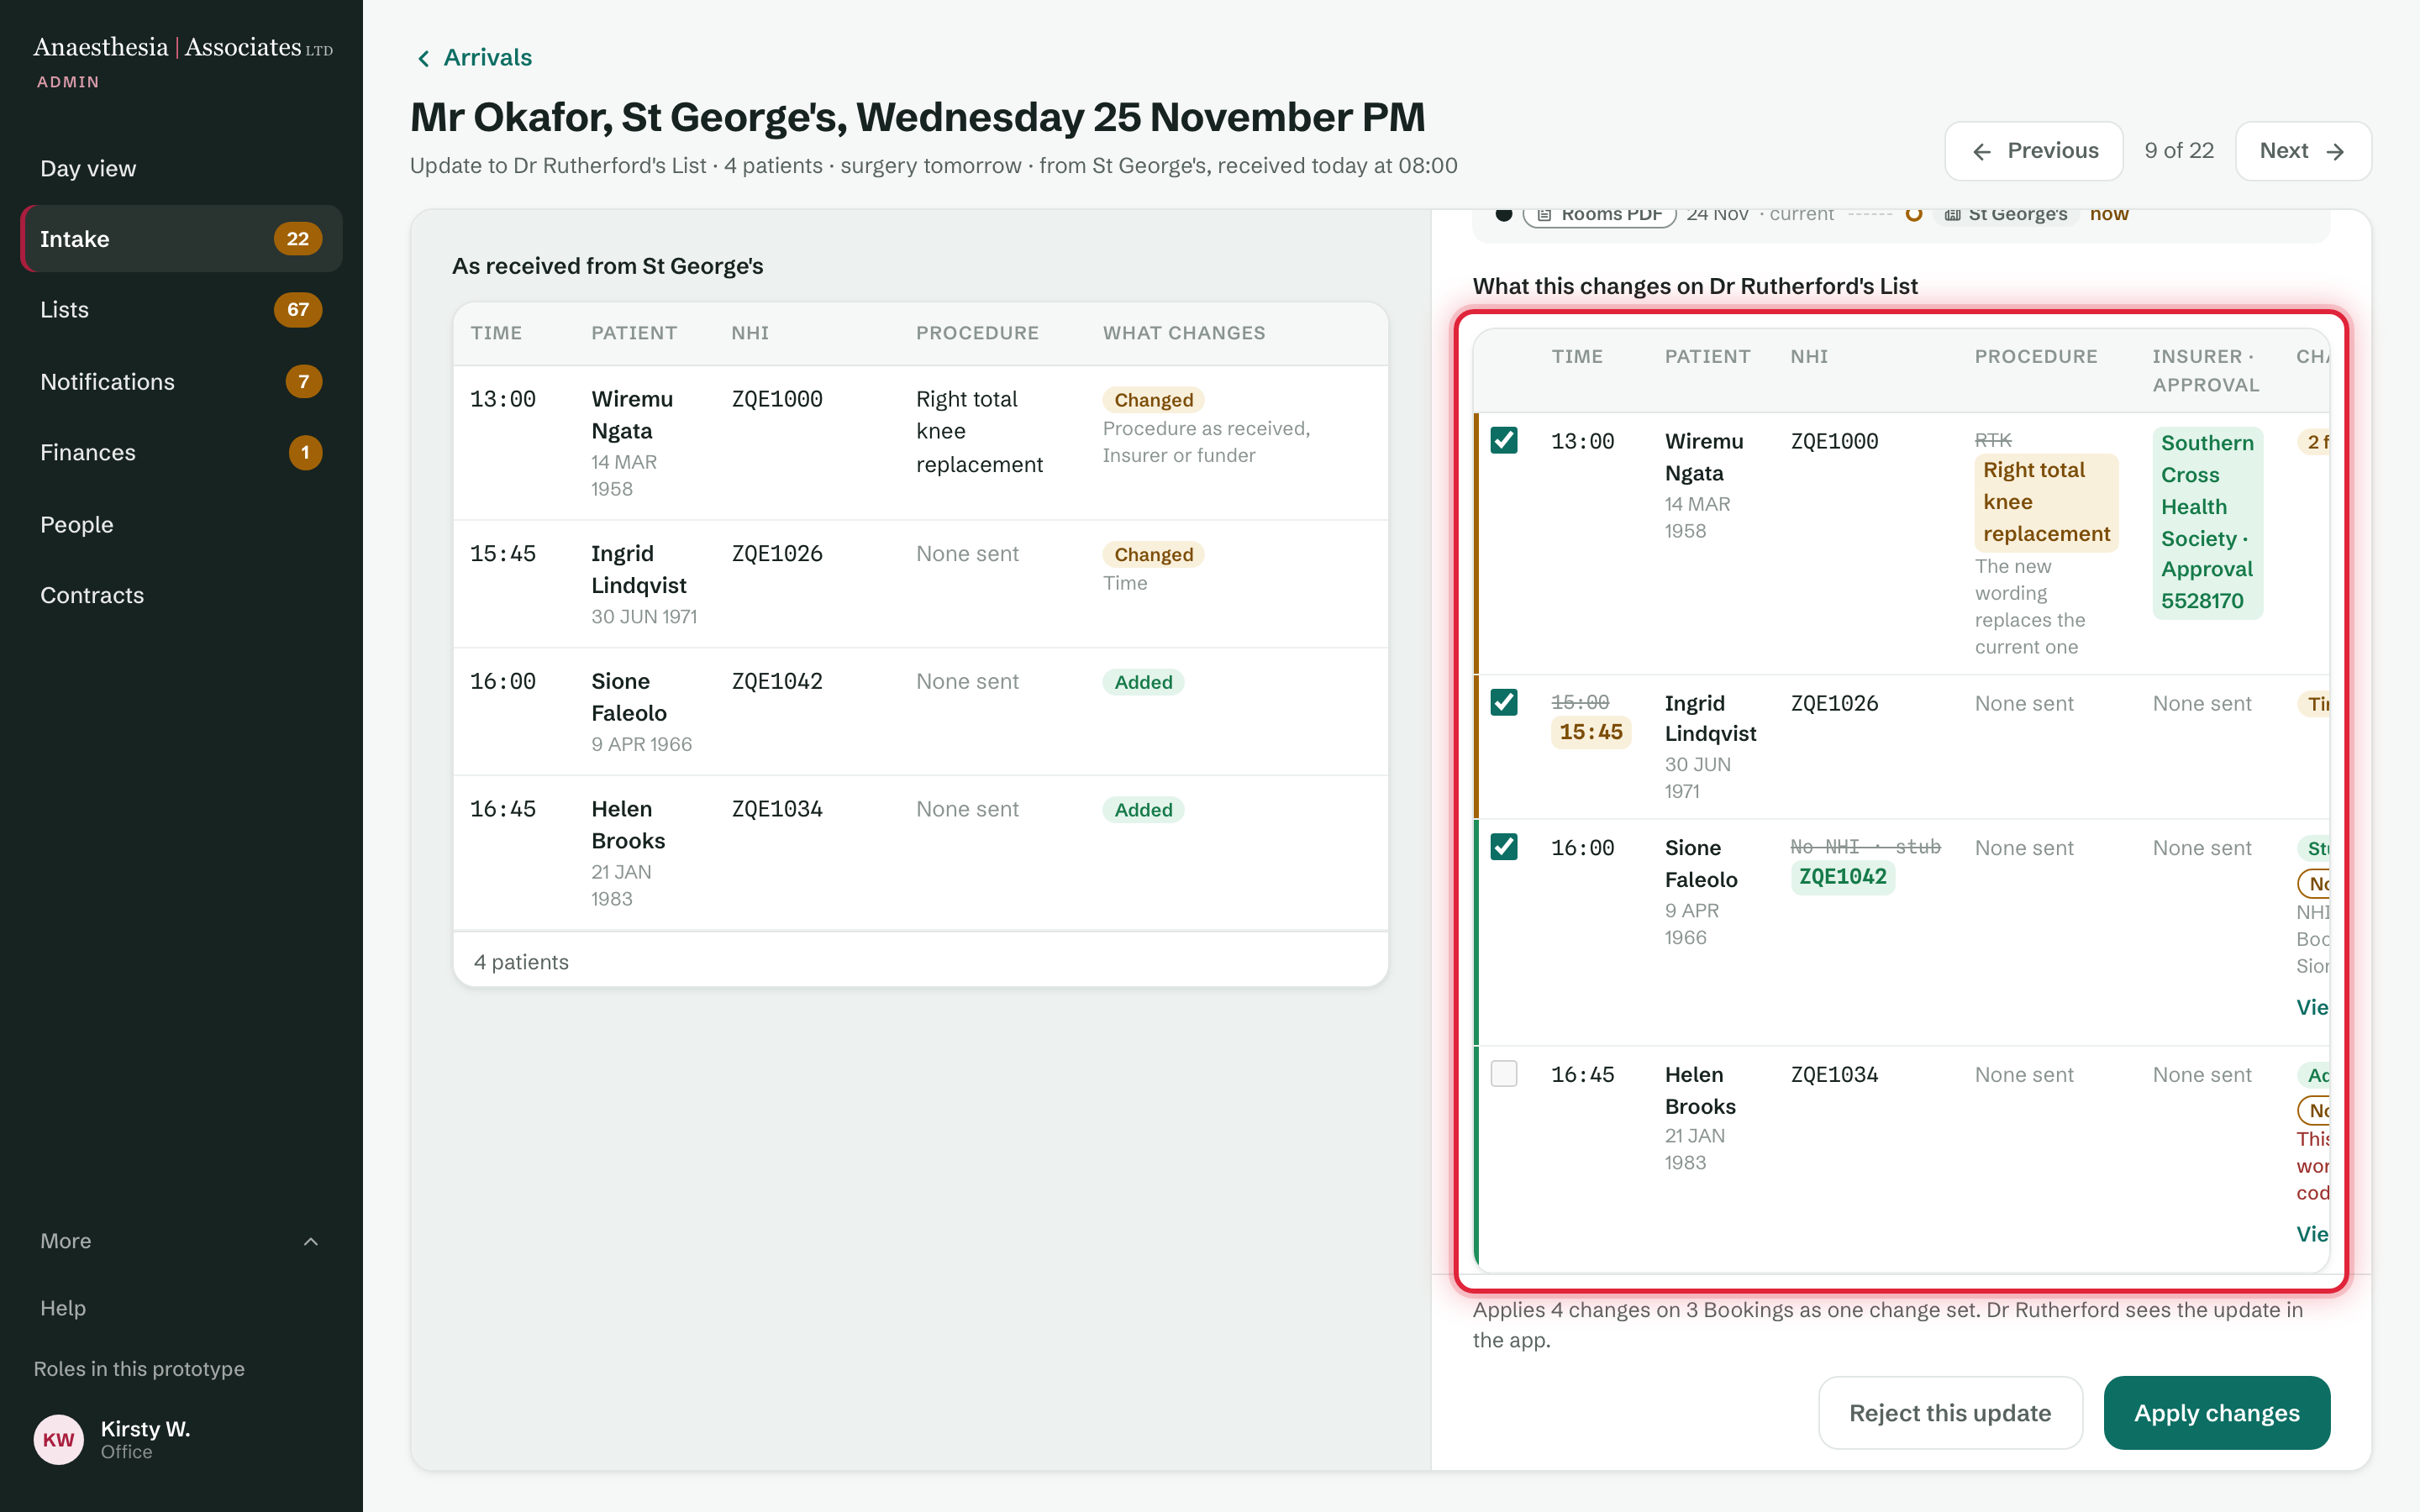 Anaesthesia | Associates LTD
ADMIN
Day view
Intake 22
Lists 67
Notifications 7
Finances 1
People
Contracts
More
Help
Roles in this prototype
KW
Kirsty W.
Office
Arrivals
Mr Okafor, St George's, Wednesday 25 November PM
Update to Dr Rutherford's List · 4 patients · surgery tomorrow · from St George's, received today at 08:00
Previous
9 of 22
Next
As received from St George's
TIME PATIENT NHI PROCEDURE WHAT CHANGES
13:00 Wiremu ZQE1000 Right total Changed
Ngata knee Procedure as received,
14 MAR replacement Insurer or funder
1958
15:45 Ingrid ZQE1026 None sent Changed
Lindqvist Time
30 JUN 1971
16:00 Sione ZQE1042 None sent Added
Faleolo
9 APR 1966
16:45 Helen ZQE1034 None sent Added
Brooks
21 JAN
1983
4 patients
Rooms PDF 24 Nov · current St George's now
What this changes on Dr Rutherford's List
TIME PATIENT NHI PROCEDURE INSURER ·
APPROVAL
13:00 Wiremu ZQE1000 RTK Southern 2
Ngata Right total Cross
14 MAR knee Health
1958 replacement Society ·
The new Approval
wording 5528170
replaces the
current one
15:00 Ingrid ZQE1026 None sent None sent
15:45 Lindqvist
30 JUN
1971
16:00 Sione No NHI · stub None sent None sent
Faleolo ZQE1042
9 APR NHI
1966
16:45 Helen ZQE1034 None sent None sent
Brooks
21 JAN
1983
Applies 4 changes on 3 Bookings as one change set. Dr Rutherford sees the update in
the app.
Reject this update
Apply changes